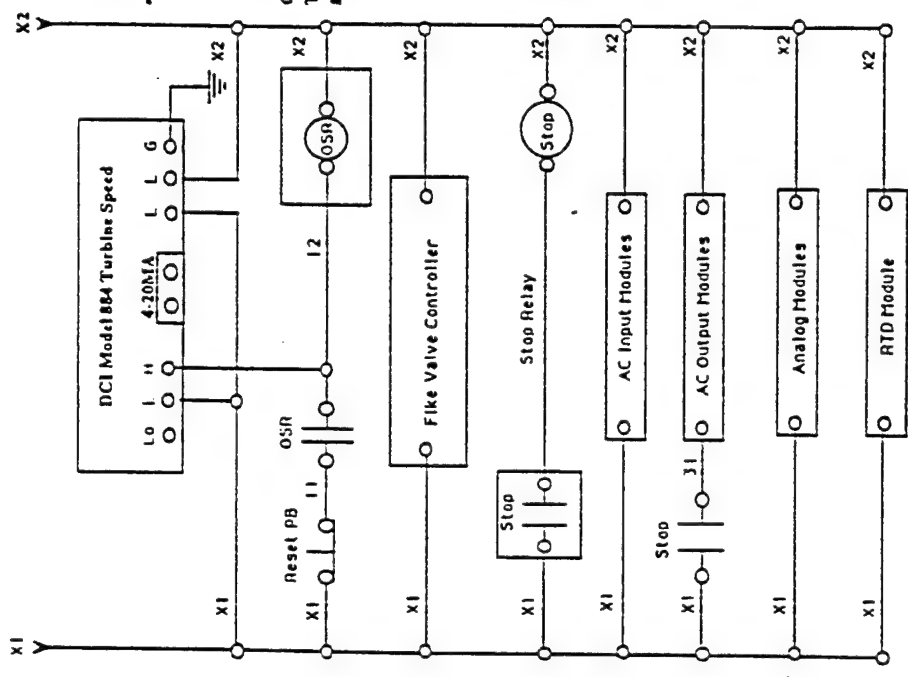 X1 X2
DCI Model 884 Turbine Speed
LO I H 4-20MA L L G
X1 X2
Reset PB OSR
X1 11 12 OSR X2
X1 Fike Valve Controller X2
Stop Stop Relay Stop
X1 X2
X1 AC Input Modules X2
Stop
X1 31 AC Output Modules X2
X1 Analog Modules X2
X1 RTD Module X2